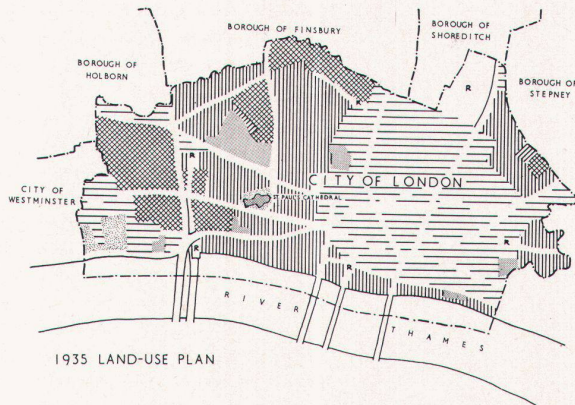 BOROUGH OF FINSBURY
BOROUGH OF
SHOREDITCH
BOROUGH OF
HOLBORN
BOROUGH OF
STEPNEY
R
R
R
CITY OF LONDON
CITY OF
WESTMINSTER
ST PAUL'S CATHEDRAL
R
R
R
RIVER
THAMES
1935 LAND-USE PLAN